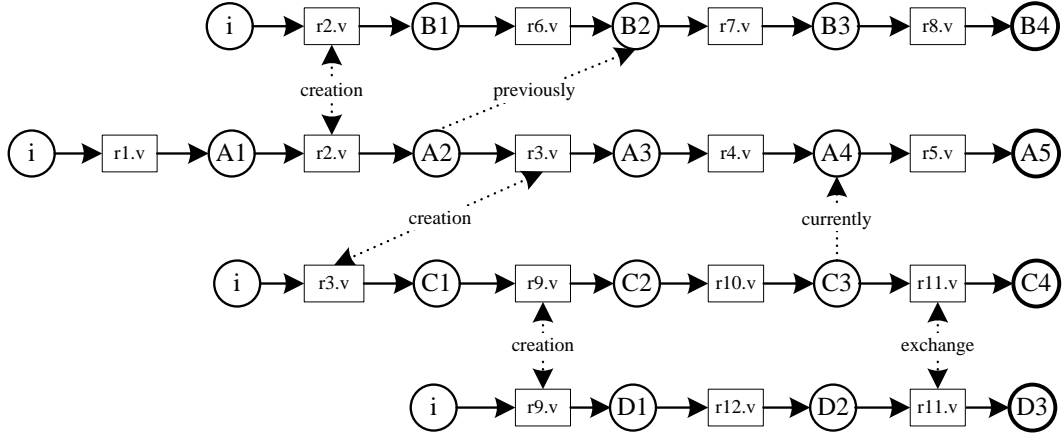 i r2.v B1 r6.v B2 r7.v B3 r8.v B4
creation previously
i r1.v A1 r2.v A2 r3.v A3 r4.v A4 r5.v A5
creation currently
i r3.v C1 r9.v C2 r10.v C3 r11.v C4
creation exchange
i r9.v D1 r12.v D2 r11.v D3